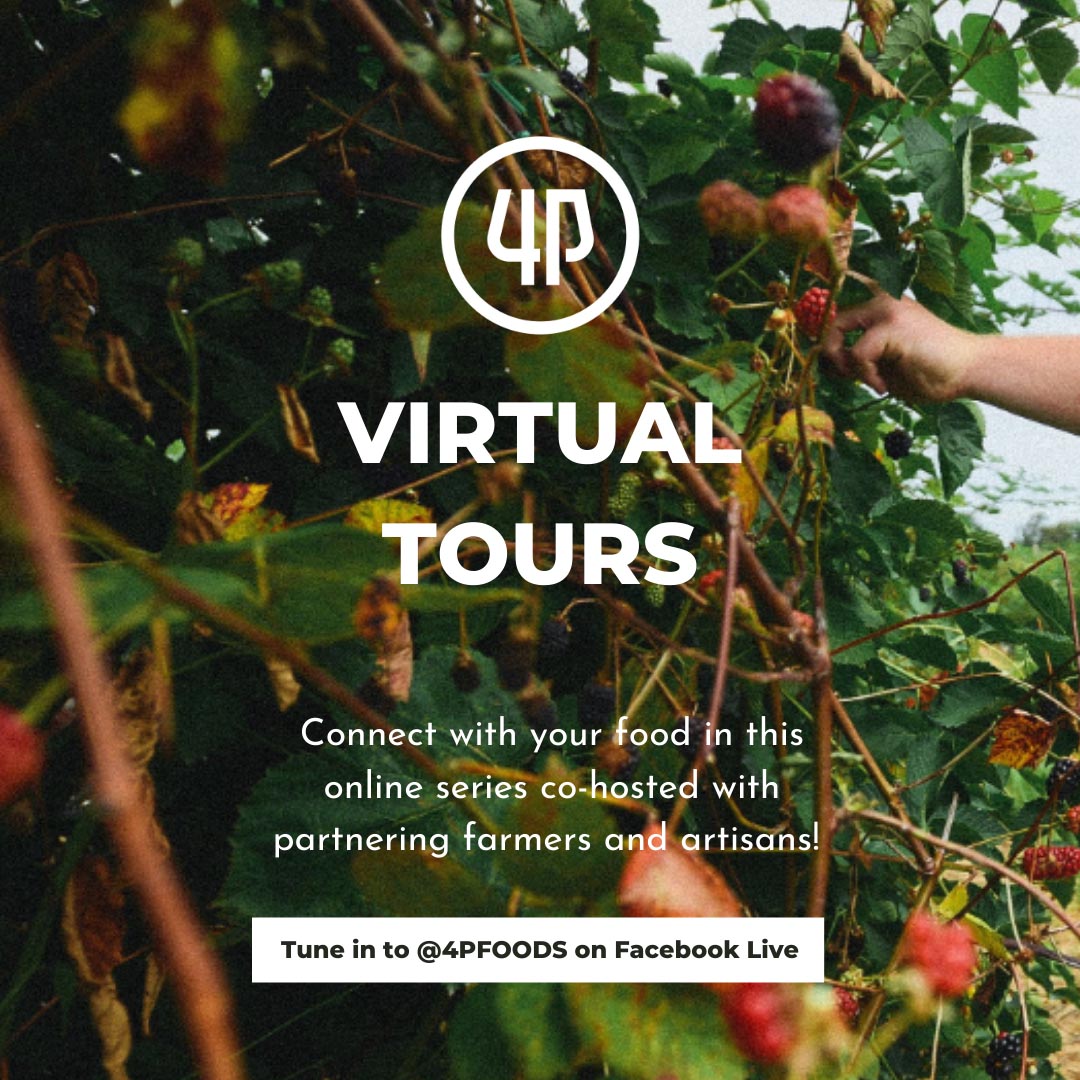 4P
VIRTUAL
TOURS
Connect with your food in this
online series co-hosted with
partnering farmers and artisans!
Tune in to @4PFOODS on Facebook Live